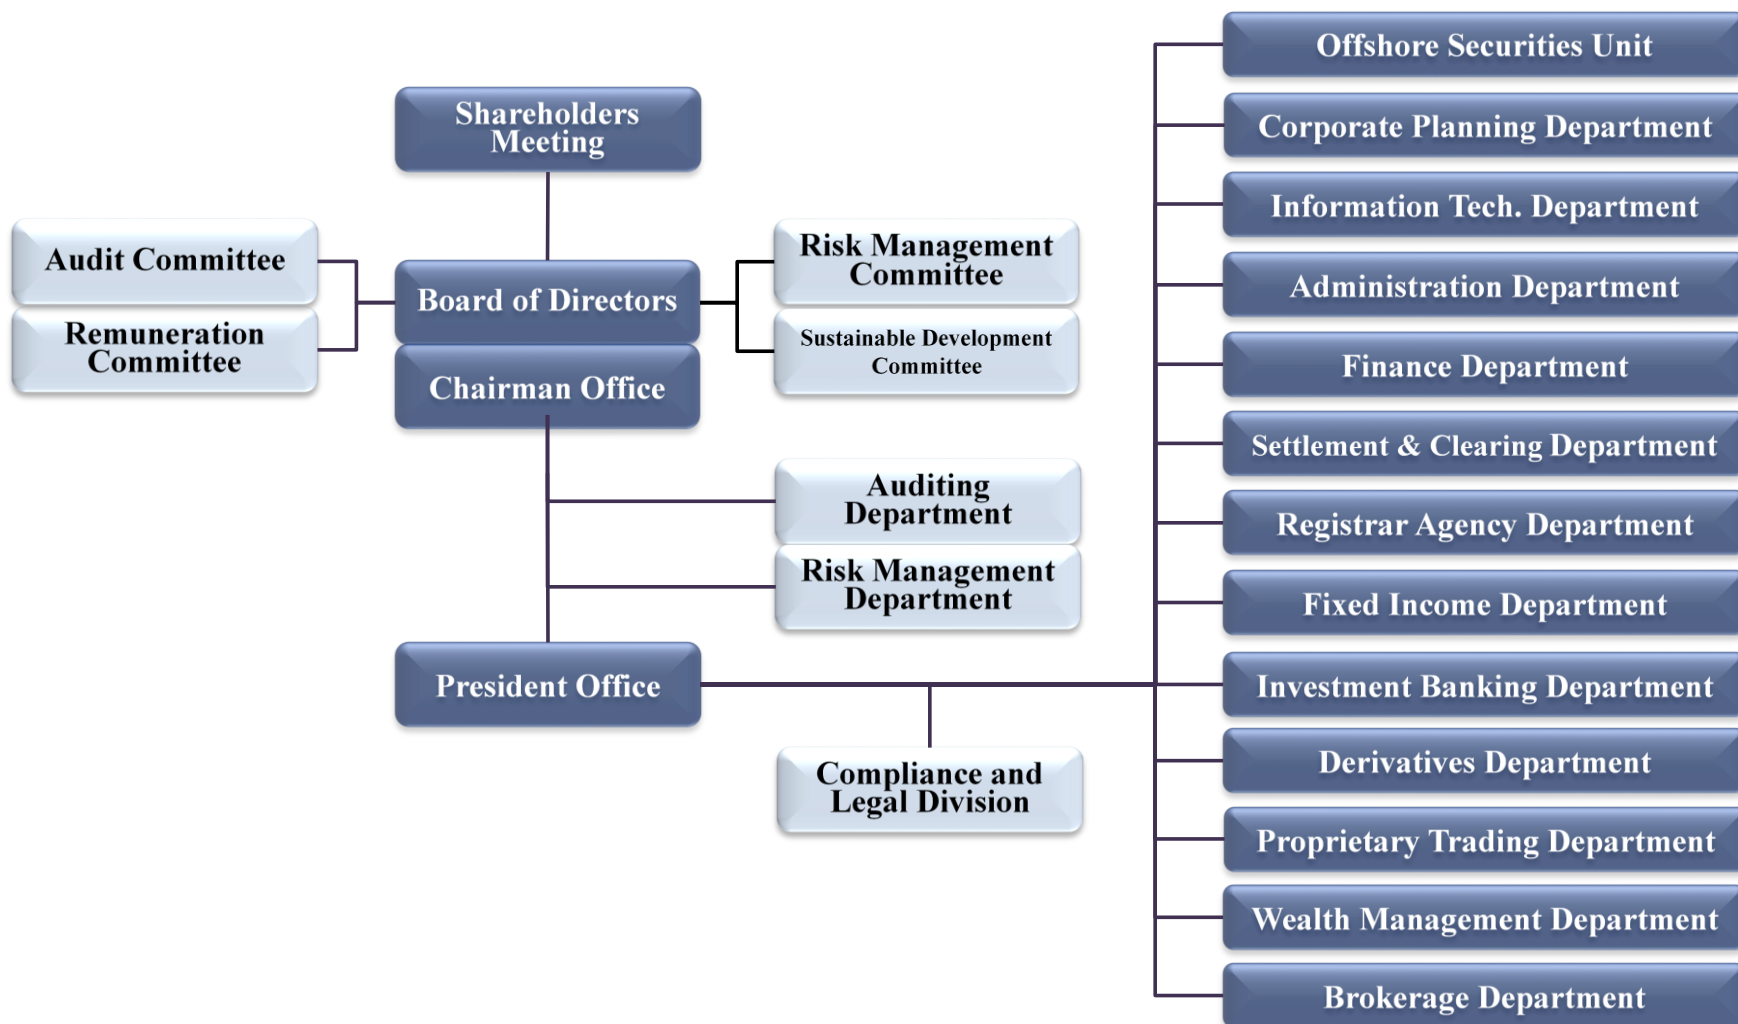 Shareholders
Meeting
Audit Committee
Remuneration
Committee
Board of Directors
Chairman Office
Risk Management
Committee
Sustainable Development
Committee
Auditing
Department
Risk Management
Department
President Office
Compliance and
Legal Division
Offshore Securities Unit
Corporate Planning Department
Information Tech. Department
Administration Department
Finance Department
Settlement & Clearing Department
Registrar Agency Department
Fixed Income Department
Investment Banking Department
Derivatives Department
Proprietary Trading Department
Wealth Management Department
Brokerage Department